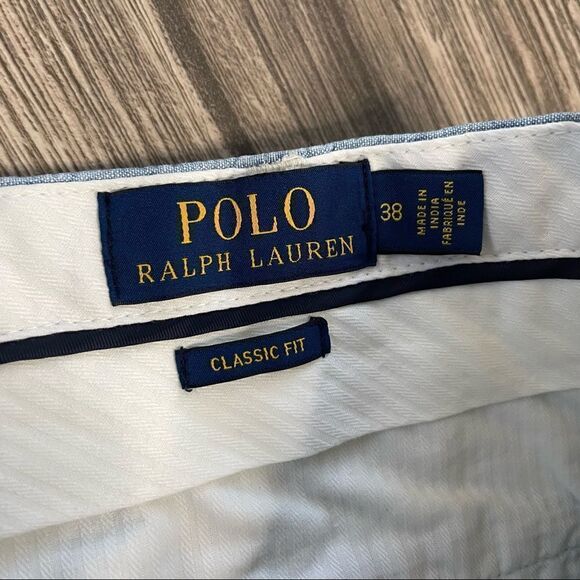 POLO
RALPH LAUREN
38
MADE IN
INDIA
FABRIQUÉ EN
INDE
CLASSIC FIT